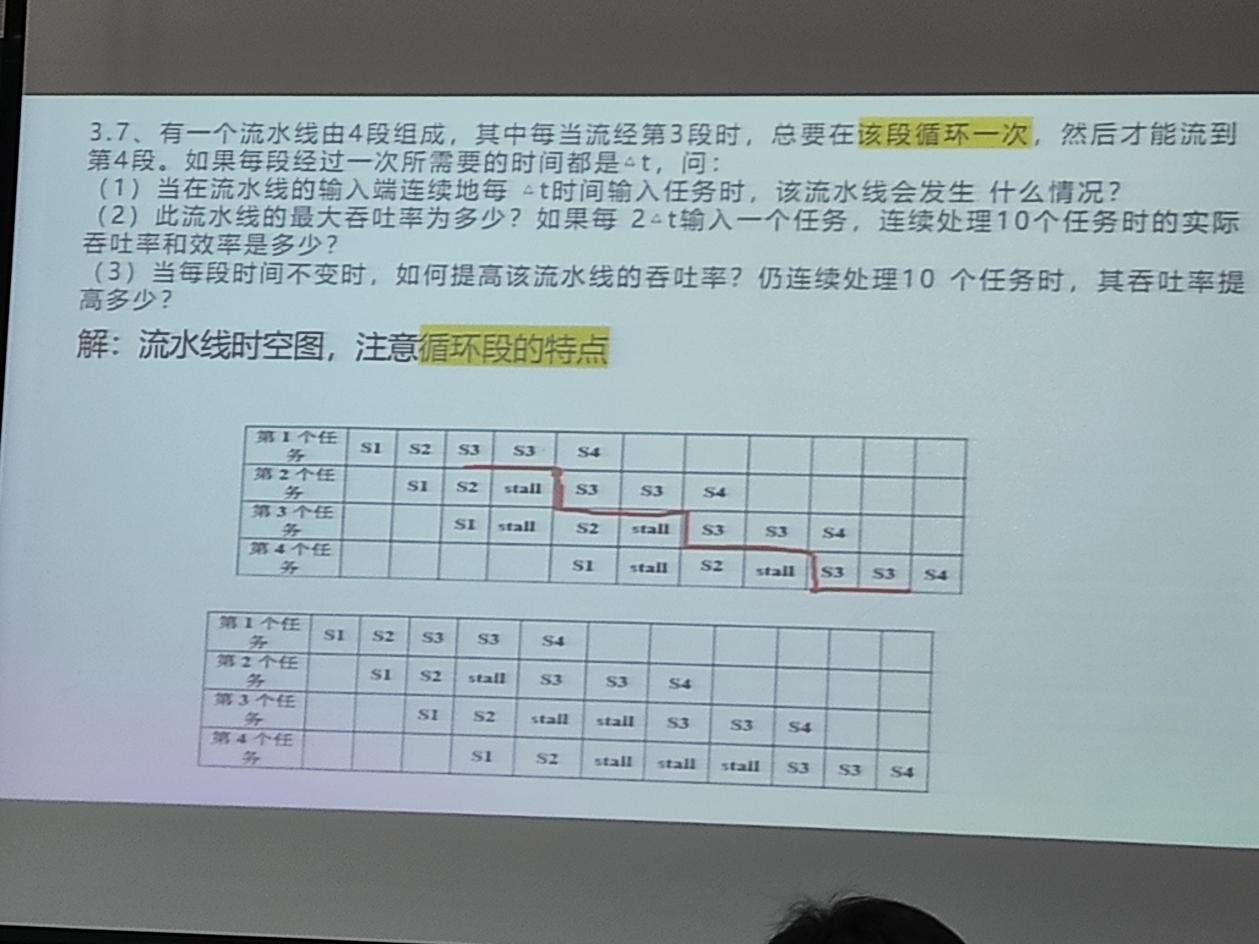 3.7、有一个流水线由4段组成，其中每当流经第3段时，总要在该段循环一次，然后才能流到
第4段。如果每段经过一次所需要的时间都是△t，问：
（1）当在流水线的输入端连续地每 △t时间输入任务时，该流水线会发生 什么情况？
（2）此流水线的最大吞吐率为多少？如果每 2△t输入一个任务，连续处理10个任务时的实际
吞吐率和效率是多少？
（3）当每段时间不变时，如何提高该流水线的吞吐率？仍连续处理10 个任务时，其吞吐率提
高多少？
解：流水线时空图，注意循环段的特点
第 1 个任务 S1 S2 S3 S3 S4
第 2 个任务 S1 S2 stall S3 S3 S4
第 3 个任务 S1 stall S2 stall S3 S3 S4
第 4 个任务 S1 stall S2 stall S3 S3 S4
第 1 个任务 S1 S2 S3 S3 S4
第 2 个任务 S1 S2 stall S3 S3 S4
第 3 个任务 S1 S2 stall stall S3 S3 S4
第 4 个任务 S1 S2 stall stall stall S3 S3 S4